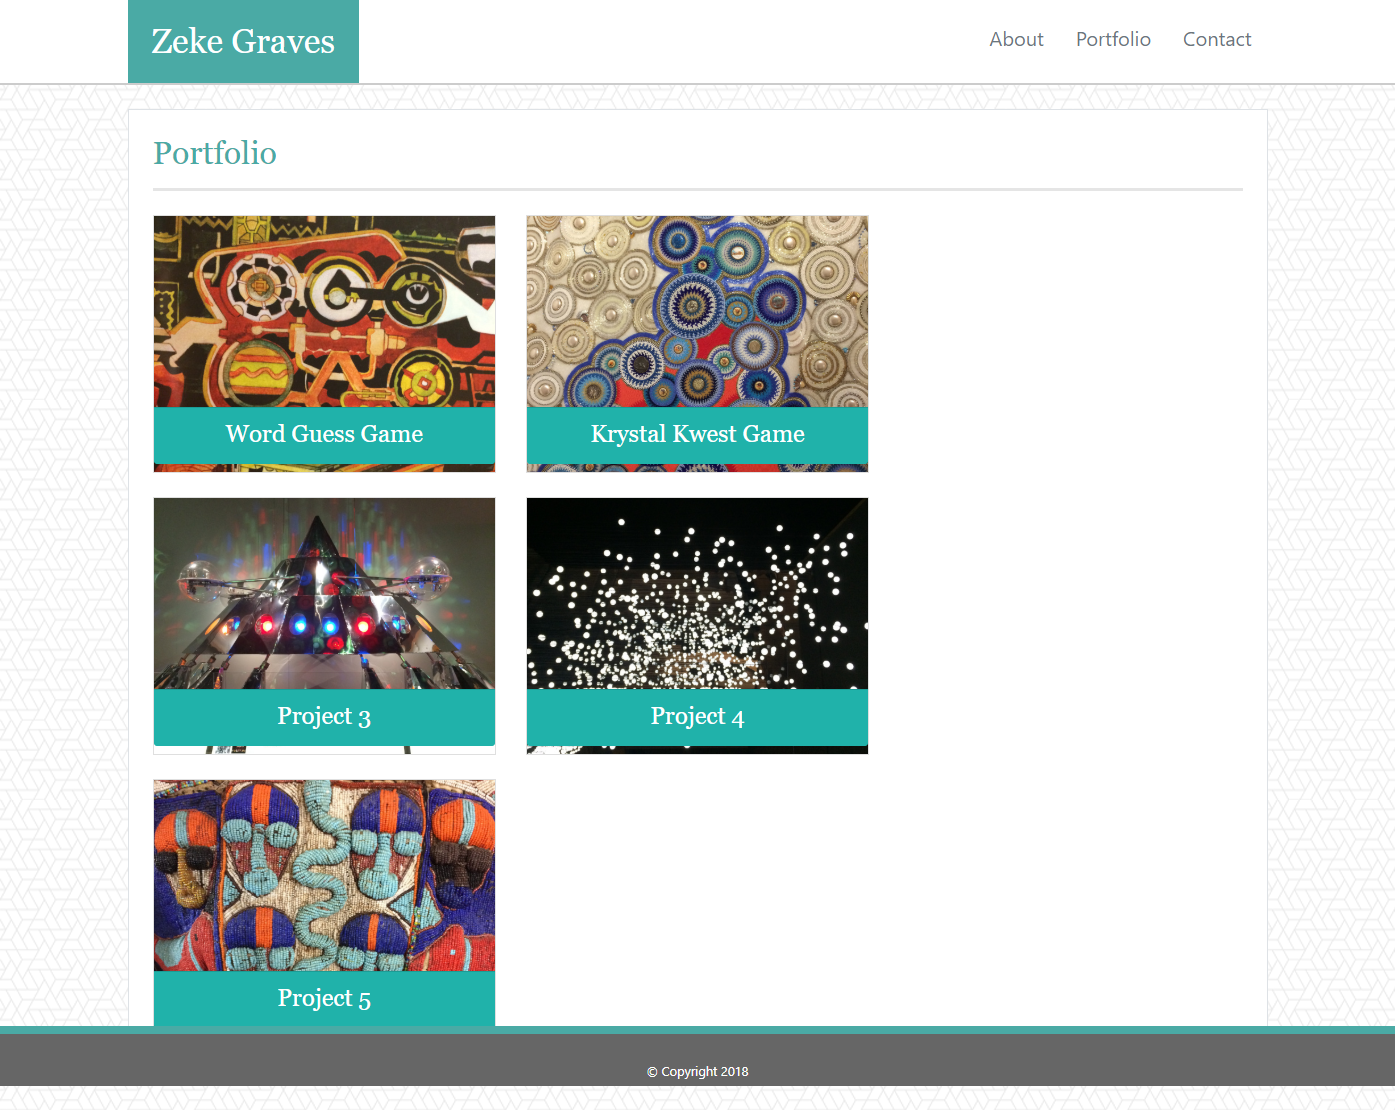 Zeke Graves
About Portfolio Contact
Portfolio
Word Guess Game
Krystal Kwest Game
Project 3
Project 4
Project 5
© Copyright 2018